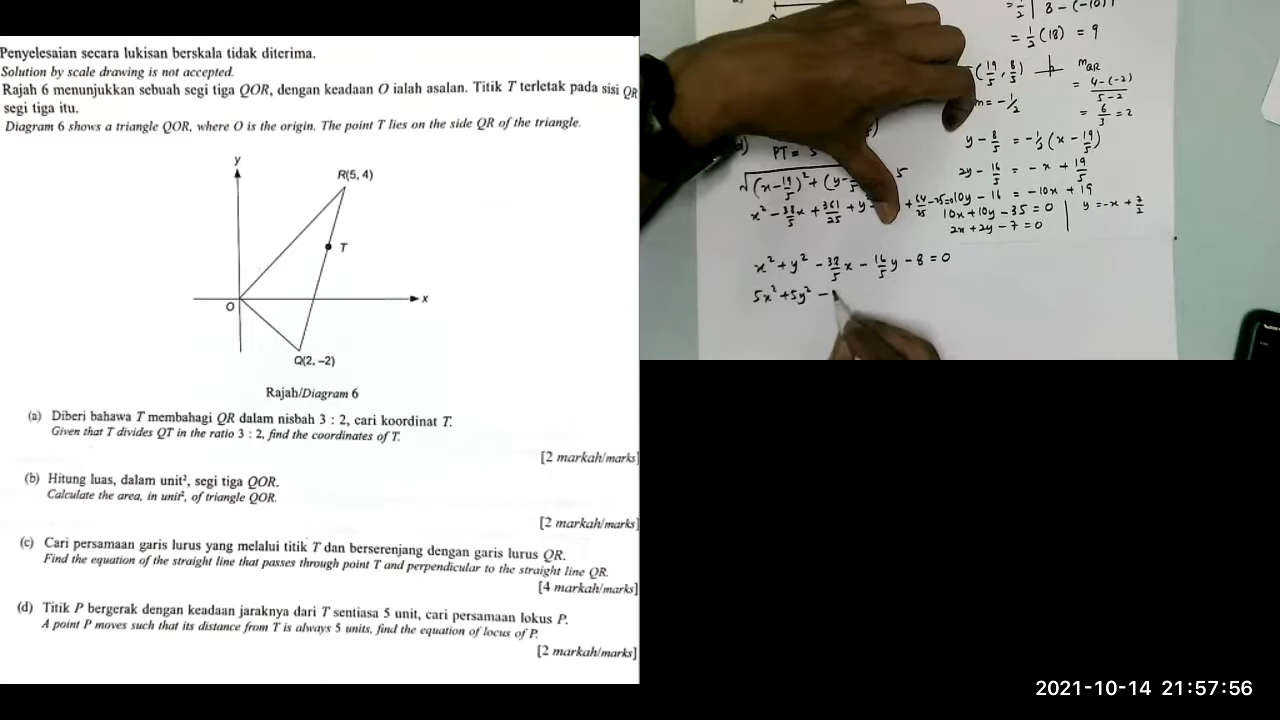 Penyelesaian secara lukisan berskala tidak diterima.
Solution by scale drawing is not accepted.
Rajah 6 menunjukkan sebuah segi tiga QOR, dengan keadaan O ialah asalan. Titik T terletak pada sisi QR
segi tiga itu.
Diagram 6 shows a triangle QOR, where O is the origin. The point T lies on the side QR of the triangle.
y
R(5, 4)
T
O
x
Q(2, –2)
Rajah/Diagram 6
(a) Diberi bahawa T membahagi QR dalam nisbah 3 : 2, cari koordinat T.
Given that T divides QT in the ratio 3 : 2, find the coordinates of T.
[2 markah/marks]
(b) Hitung luas, dalam unit², segi tiga QOR.
Calculate the area, in unit², of triangle QOR.
[2 markah/marks]
(c) Cari persamaan garis lurus yang melalui titik T dan berserenjang dengan garis lurus QR.
Find the equation of the straight line that passes through point T and perpendicular to the straight line QR.
[4 markah/marks]
(d) Titik P bergerak dengan keadaan jaraknya dari T sentiasa 5 unit, cari persamaan lokus P.
A point P moves such that its distance from T is always 5 units, find the equation of locus of P.
[2 markah/marks]
= 1/2 (18) = 9
(19/5, 8/5)
m = -1/2
m QR
= 4-(-2)/5-2
= 6/3 = 2
y - 8/5 = -1/2 (x - 19/5)
2y - 16/5 = -x + 19/5
10y - 16 = -10x + 19
10x + 10y - 35 = 0
2x + 2y - 7 = 0
y = -x + 7/2
PT = 5
x² - 38/5 x + 361/25 + y²
x² + y² - 38/5 x - 16/5 y - 8 = 0
5x² + 5y² -
2021-10-14 21:57:56